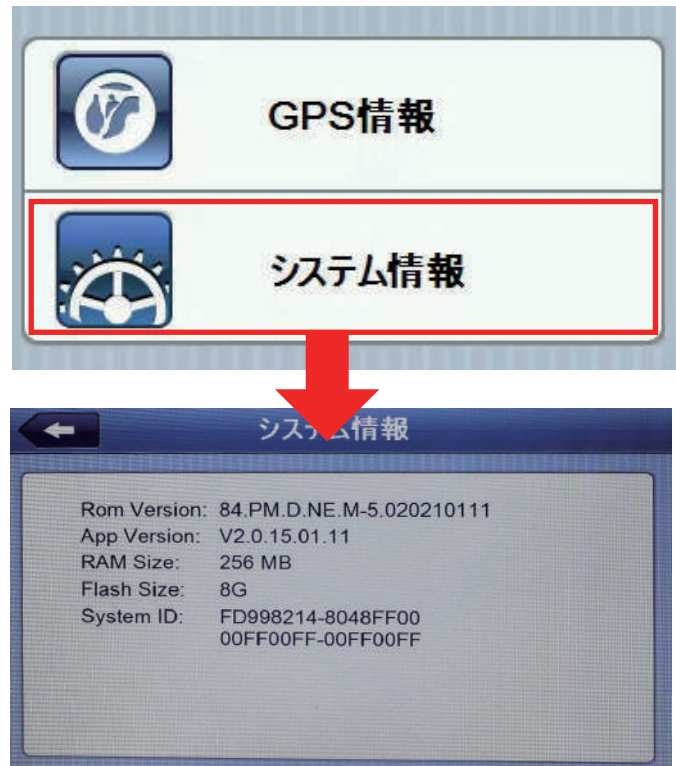 GPS情報
システム情報
システム情報
Rom Version: 84.PM.D.NE.M-5.020210111
App Version: V2.0.15.01.11
RAM Size: 256 MB
Flash Size: 8G
System ID: FD998214-8048FF00
00FF00FF-00FF00FF